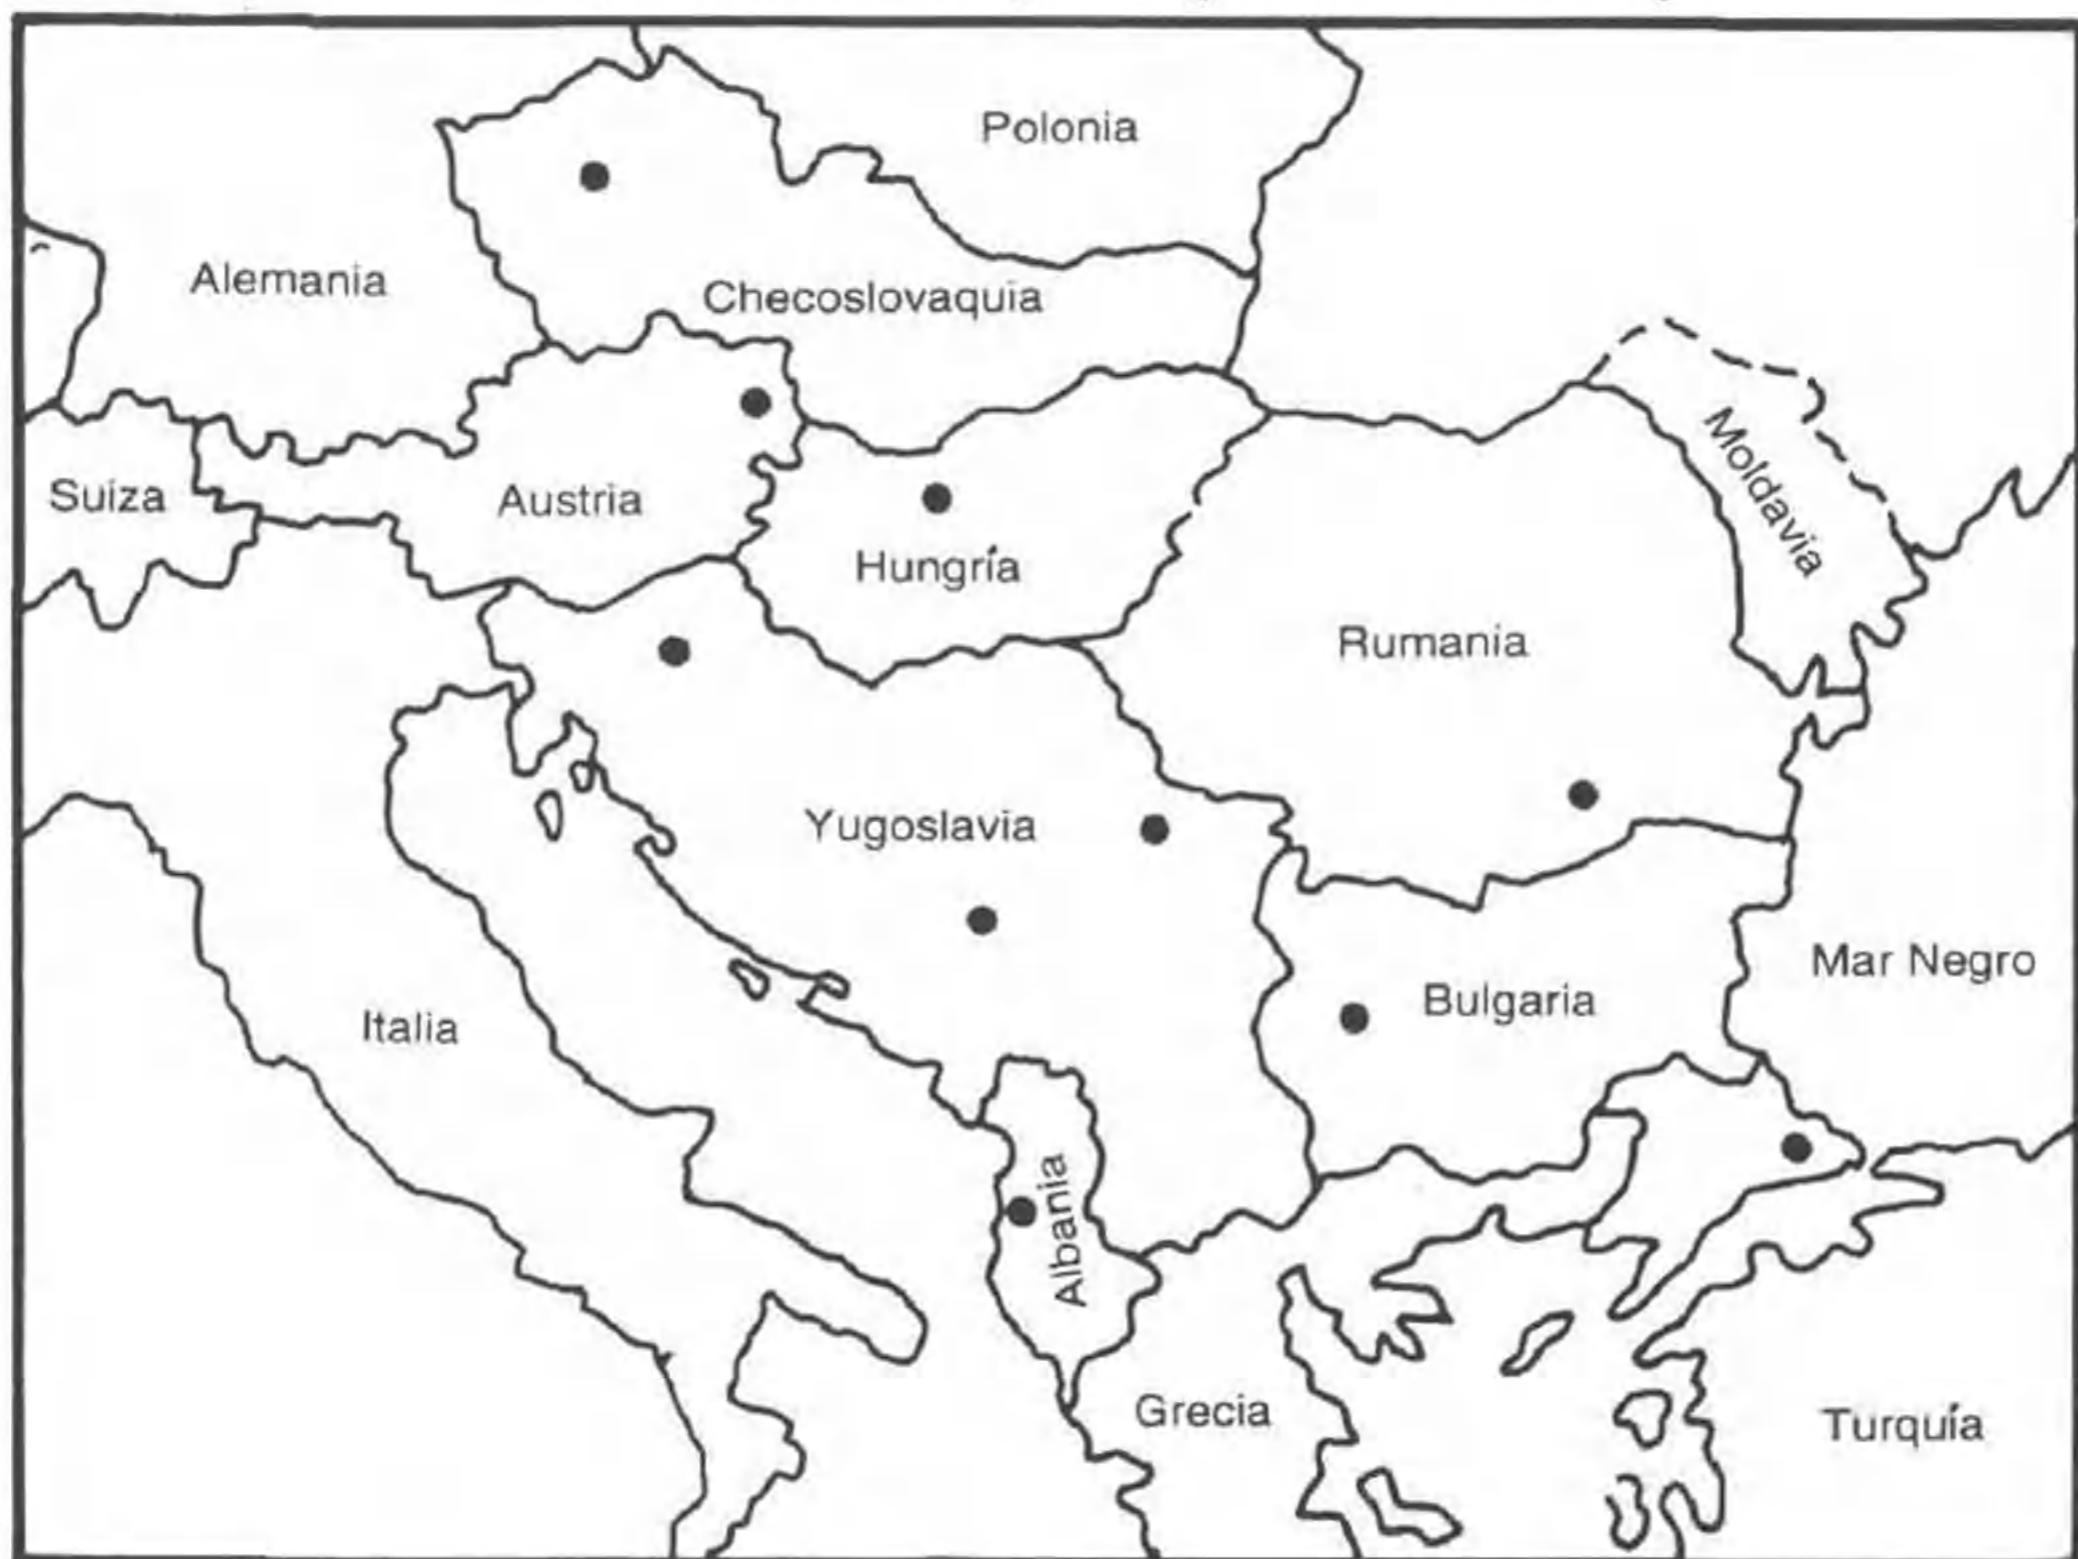 Polonia
Alemania
Checoslovaquia
Moldavia
Suiza
Austria
Hungría
Rumania
Yugoslavia
Mar Negro
Bulgaria
Italia
Albania
Grecia
Turquía